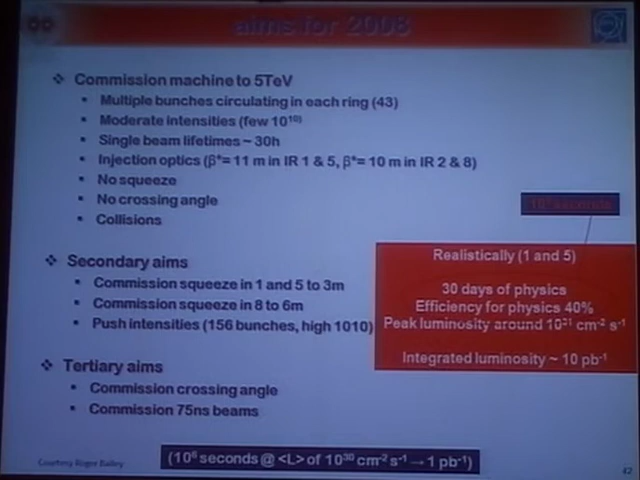 aims for 2008
❖ Commission machine to 5TeV
▪ Multiple bunches circulating in each ring (43)
▪ Moderate intensities (few 10¹⁰)
▪ Single beam lifetimes ~ 30h
▪ Injection optics (β*= 11 m in IR 1 & 5, β*= 10 m in IR 2 & 8)
▪ No squeeze
▪ No crossing angle
▪ Collisions
❖ Secondary aims
▪ Commission squeeze in 1 and 5 to 3m
▪ Commission squeeze in 8 to 6m
▪ Push intensities (156 bunches, high 1010)
❖ Tertiary aims
▪ Commission crossing angle
▪ Commission 75ns beams
seconds
Realistically (1 and 5)
30 days of physics
Efficiency for physics 40%
Peak luminosity around 10³¹ cm⁻² s⁻¹
Integrated luminosity ~ 10 pb⁻¹
(10⁶ seconds @ <L> of 10³⁰ cm⁻² s⁻¹ → 1 pb⁻¹)
Courtesy Roger Bailey
42